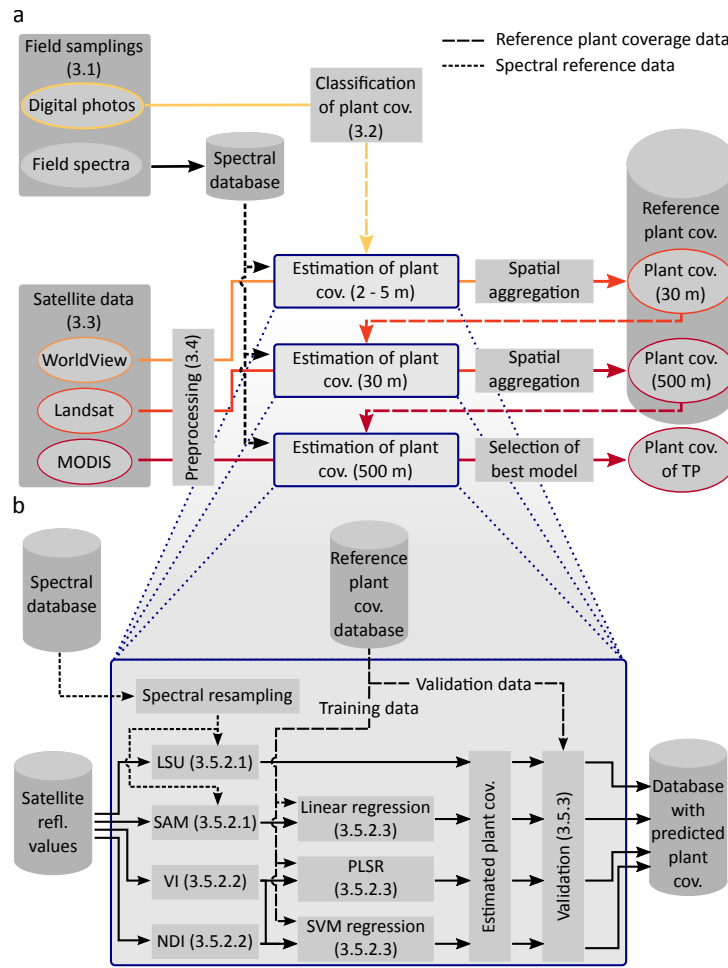 a
Reference plant coverage data
Spectral reference data
Field samplings
(3.1)
Digital photos
Field spectra
Classification
of plant cov.
(3.2)
Spectral
database
Reference
plant cov.
Estimation of plant
cov. (2 - 5 m)
Spatial
aggregation
Plant cov.
(30 m)
Satellite data
(3.3)
WorldView
Landsat
MODIS
Preprocessing (3.4)
Estimation of plant
cov. (30 m)
Spatial
aggregation
Plant cov.
(500 m)
Estimation of plant
cov. (500 m)
Selection of
best model
Plant cov.
of TP
b
Spectral
database
Reference
plant
cov.
database
Spectral resampling
Training data
Validation data
Satellite
refl.
values
LSU (3.5.2.1)
SAM (3.5.2.1)
VI (3.5.2.2)
NDI (3.5.2.2)
Linear regression
(3.5.2.3)
PLSR
(3.5.2.3)
SVM regression
(3.5.2.3)
Estimated plant cov.
Validation (3.5.3)
Database
with
predicted
plant
cov.